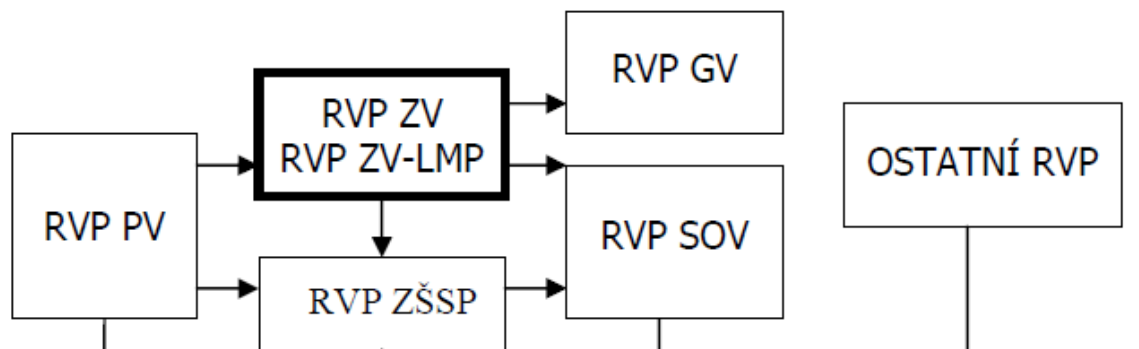 RVP GV
RVP ZV
RVP ZV-LMP
OSTATNÍ RVP
RVP PV
RVP SOV
RVP ZŠSP